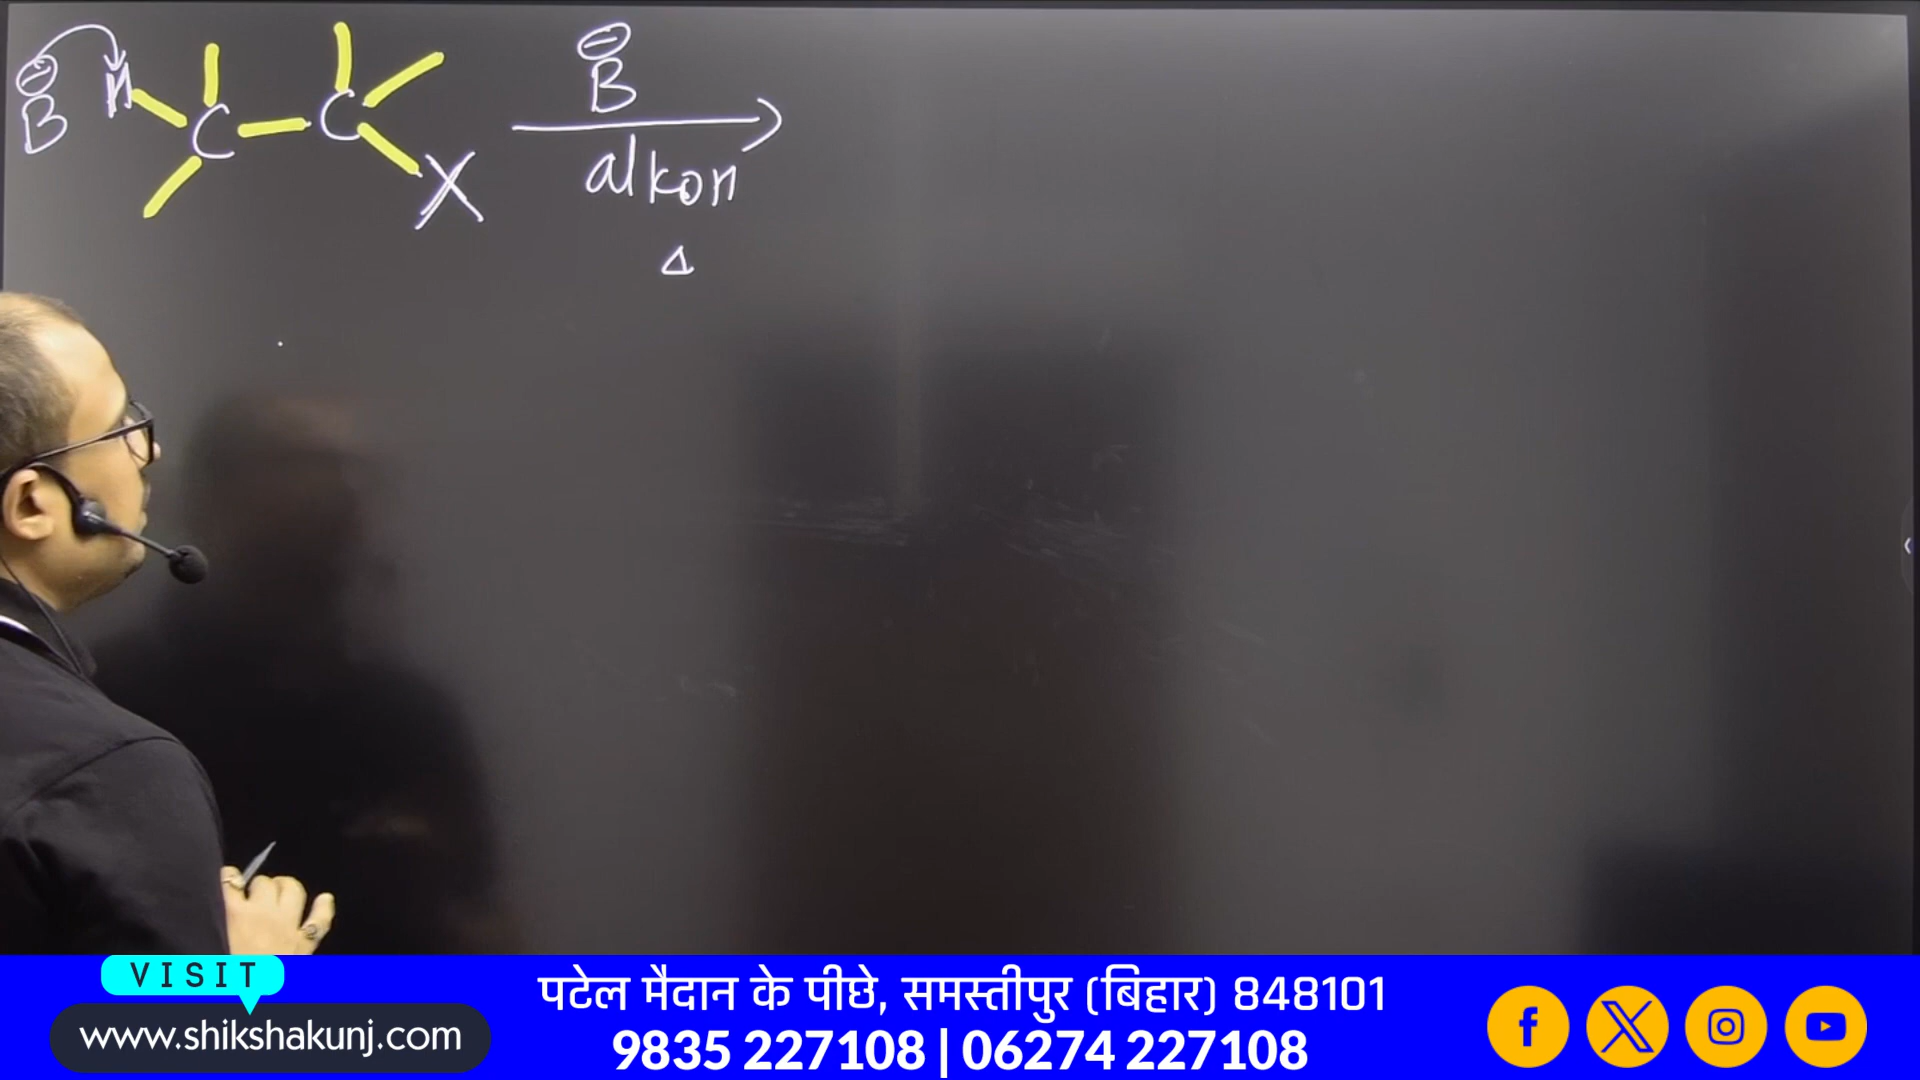 B⊖ H C C X B⊖
alkOH
Δ
VISIT
www.shikshakunj.com
पटेल मैदान के पीछे, समस्तीपुर (बिहार) 848101
9835 227108 | 06274 227108